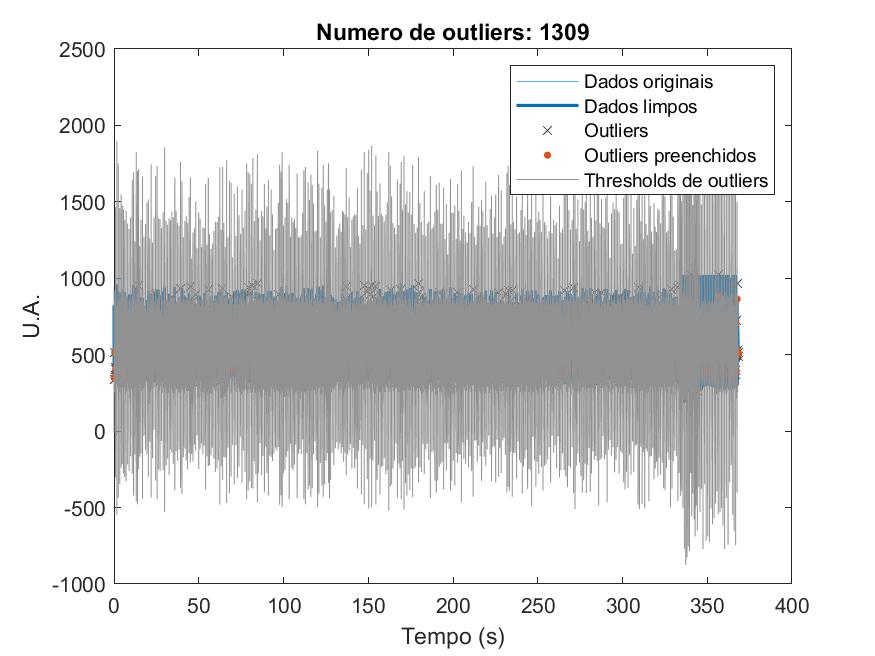 Numero de outliers: 1309
2500
2000
1500
1000
500
0
-500
-1000
U.A.
Dados originais
Dados limpos
Outliers
Outliers preenchidos
Thresholds de outliers
0 50 100 150 200 250 300 350 400
Tempo (s)